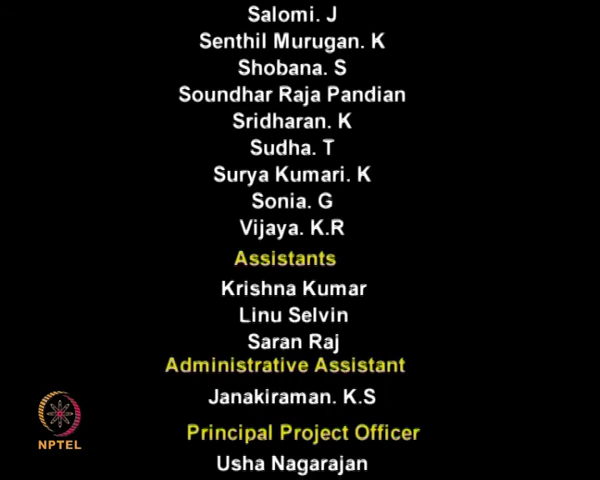 Salomi. J
Senthil Murugan. K
Shobana. S
Soundhar Raja Pandian
Sridharan. K
Sudha. T
Surya Kumari. K
Sonia. G
Vijaya. K.R
Assistants
Krishna Kumar
Linu Selvin
Saran Raj
Administrative Assistant
Janakiraman. K.S
Principal Project Officer
Usha Nagarajan
NPTEL